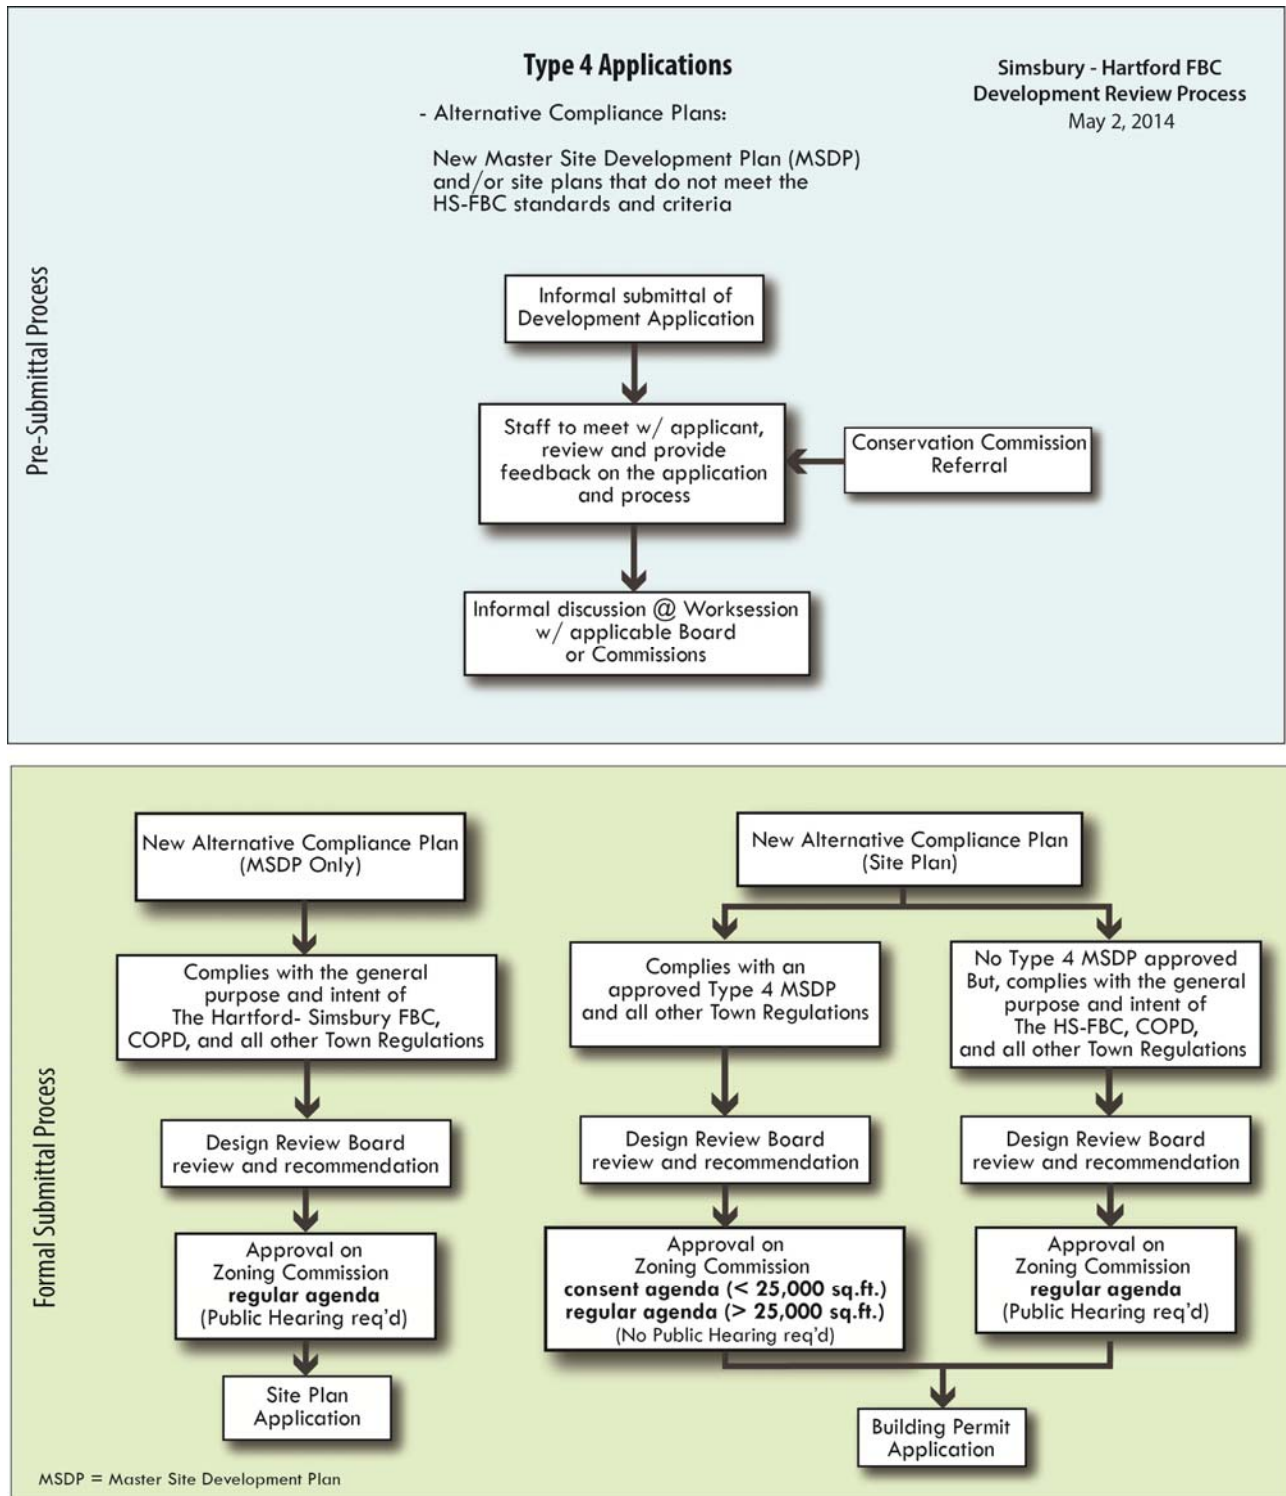 Type 4 Applications
Simsbury - Hartford FBC
Development Review Process
May 2, 2014
- Alternative Compliance Plans:
New Master Site Development Plan (MSDP)
and/or site plans that do not meet the
HS-FBC standards and criteria
Pre-Submittal Process
Informal submittal of
Development Application
Staff to meet w/ applicant,
review and provide
feedback on the application
and process
Conservation Commission
Referral
Informal discussion @ Worksession
w/ applicable Board
or Commissions
Formal Submittal Process
New Alternative Compliance Plan
(MSDP Only)
Complies with the general
purpose and intent of
The Hartford- Simsbury FBC,
COPD, and all other Town Regulations
Design Review Board
review and recommendation
Approval on
Zoning Commission
regular agenda
(Public Hearing req'd)
Site Plan
Application
New Alternative Compliance Plan
(Site Plan)
Complies with an
approved Type 4 MSDP
and all other Town Regulations
Design Review Board
review and recommendation
Approval on
Zoning Commission
consent agenda (< 25,000 sq.ft.)
regular agenda (> 25,000 sq.ft.)
(No Public Hearing req'd)
No Type 4 MSDP approved
But, complies with the general
purpose and intent of
The HS-FBC, COPD,
and all other Town Regulations
Design Review Board
review and recommendation
Approval on
Zoning Commission
regular agenda
(Public Hearing req'd)
Building Permit
Application
MSDP = Master Site Development Plan